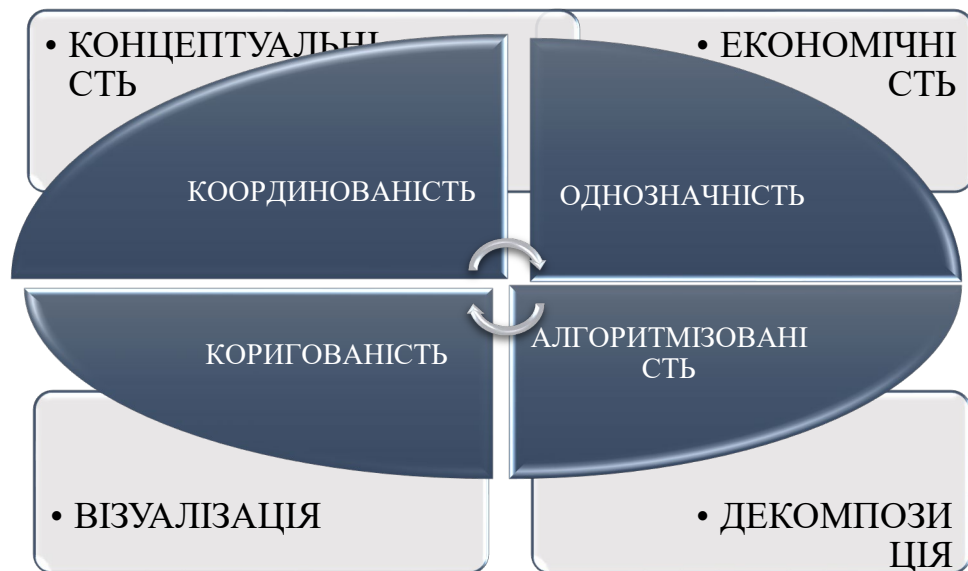 • КОНЦЕПТУАЛЬНІ
СТЬ
• ЕКОНОМІЧНІ
СТЬ
КООРДИНОВАНІСТЬ
ОДНОЗНАЧНІСТЬ
КОРИГОВАНІСТЬ
АЛГОРИТМІЗОВАНІ
СТЬ
• ВІЗУАЛІЗАЦІЯ
• ДЕКОМПОЗИ
ЦІЯ